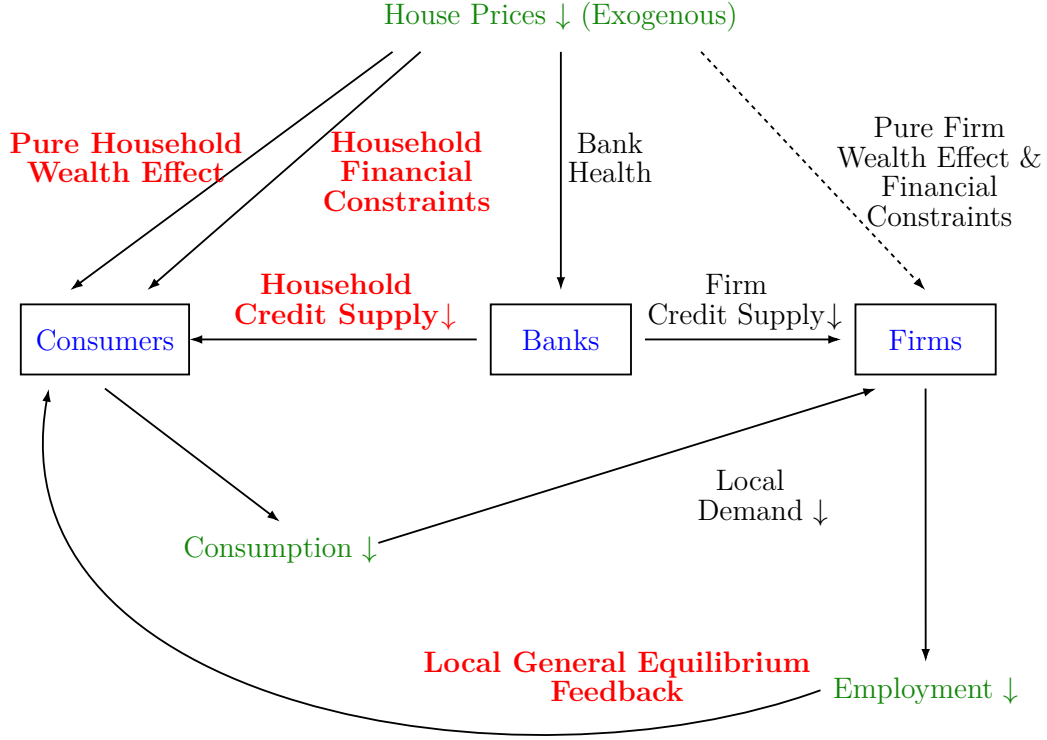 House Prices ↓ (Exogenous)
Pure Household
Wealth Effect
Household
Financial
Constraints
Bank
Health
Pure Firm
Wealth Effect &
Financial
Constraints
Household
Credit Supply↓
Firm
Credit Supply↓
Consumers
Banks
Firms
Local
Demand ↓
Consumption ↓
Local General Equilibrium
Feedback
Employment ↓